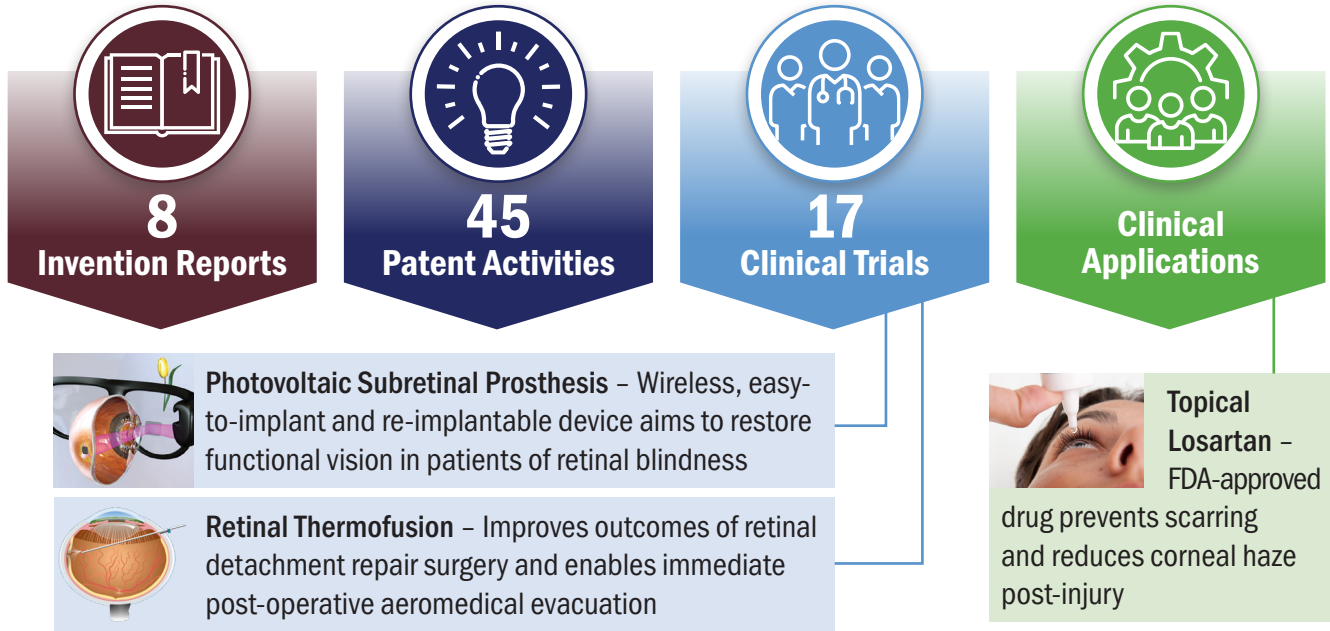 8
Invention Reports
45
Patent Activities
17
Clinical Trials
Clinical
Applications
Photovoltaic Subretinal Prosthesis – Wireless, easy-
to-implant and re-implantable device aims to restore
functional vision in patients of retinal blindness
Retinal Thermofusion – Improves outcomes of retinal
detachment repair surgery and enables immediate
post-operative aeromedical evacuation
Topical
Losartan –
FDA-approved
drug prevents scarring
and reduces corneal haze
post-injury